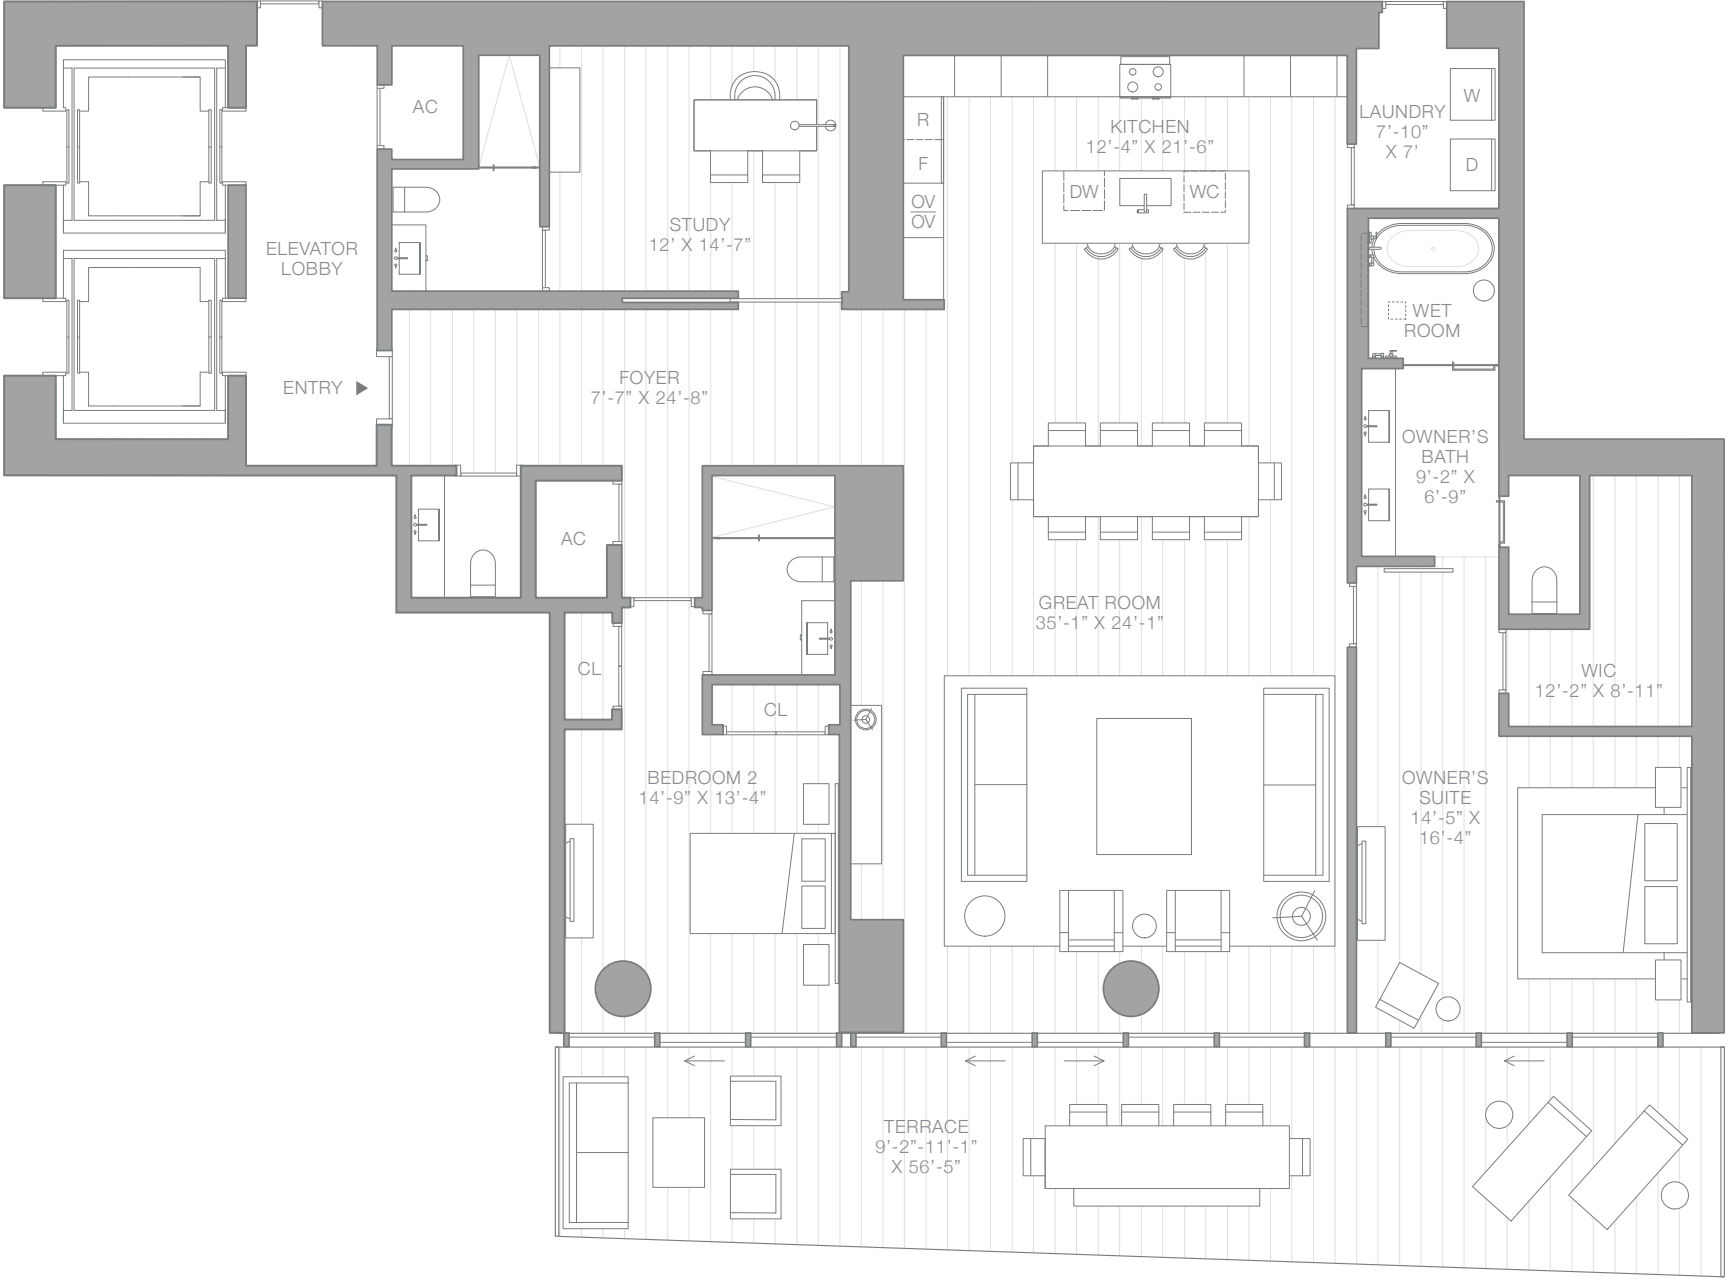 AC
W
LAUNDRY
7’-10”
X 7’
D
R
F
OV
OV
KITCHEN
12’-4” X 21’-6”
DW
WC
STUDY
12’ X 14’-7”
ELEVATOR
LOBBY
WET
ROOM
ENTRY
FOYER
7’-7” X 24’-8”
OWNER’S
BATH
9’-2” X
6’-9”
AC
GREAT ROOM
35’-1” X 24’-1”
CL
CL
WIC
12’-2” X 8’-11”
BEDROOM 2
14’-9” X 13’-4”
OWNER’S
SUITE
14’-5” X
16’-4”
TERRACE
9’-2”-11’-1”
X 56’-5”